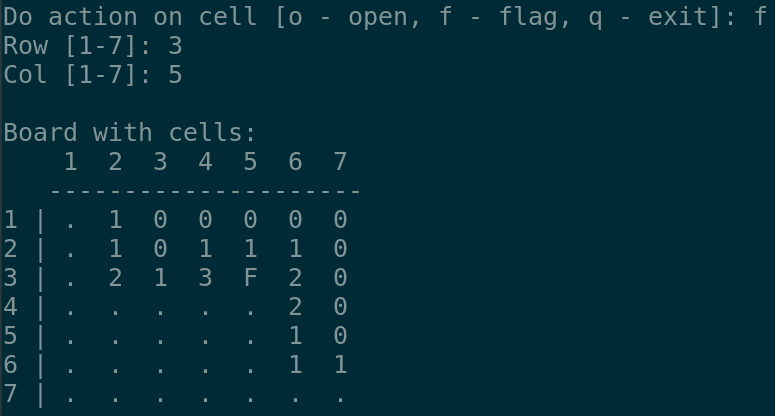 Do action on cell [o - open, f - flag, q - exit]: f
Row [1-7]: 3
Col [1-7]: 5

Board with cells:
    1  2  3  4  5  6  7
   ---------------------
1 | .  1  0  0  0  0  0
2 | .  1  0  1  1  1  0
3 | .  2  1  3  F  2  0
4 | .  .  .  .  .  2  0
5 | .  .  .  .  .  1  0
6 | .  .  .  .  .  1  1
7 | .  .  .  .  .  .  .